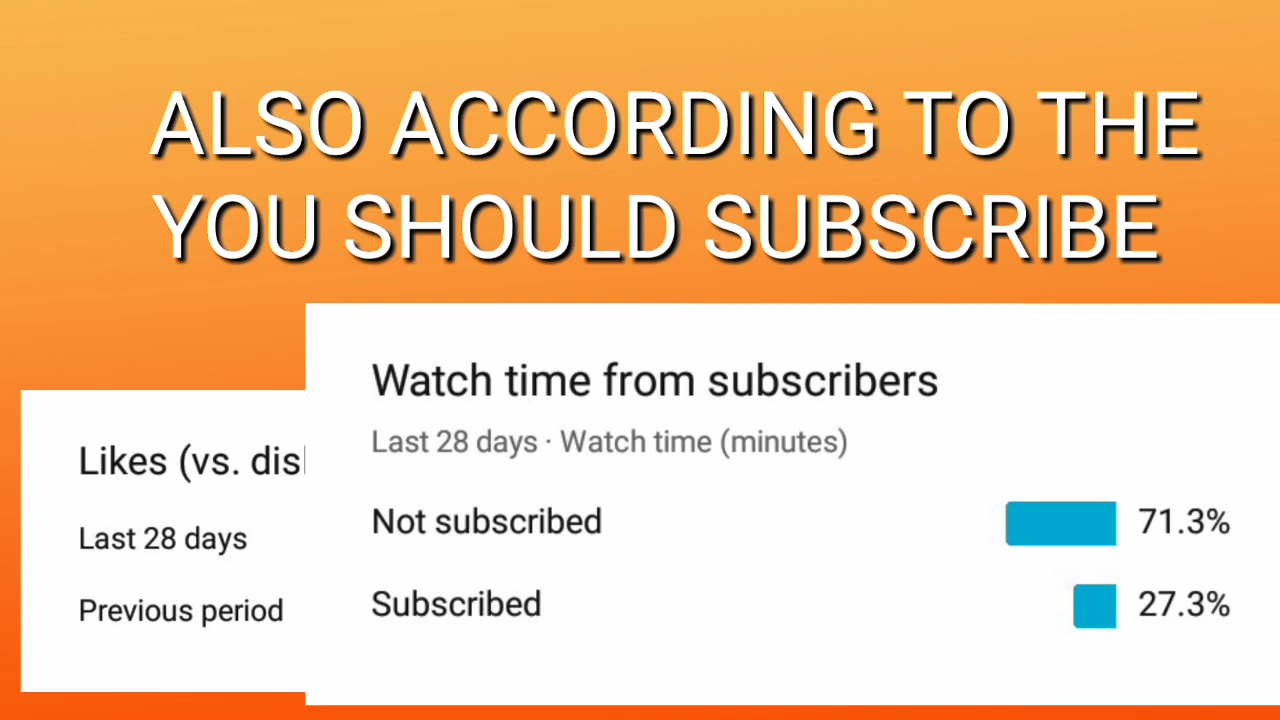 ALSO ACCORDING TO THE
YOU SHOULD SUBSCRIBE
Watch time from subscribers
Last 28 days · Watch time (minutes)
Not subscribed 71.3%
Subscribed 27.3%
Likes (vs.
Last 28 days
Previous period